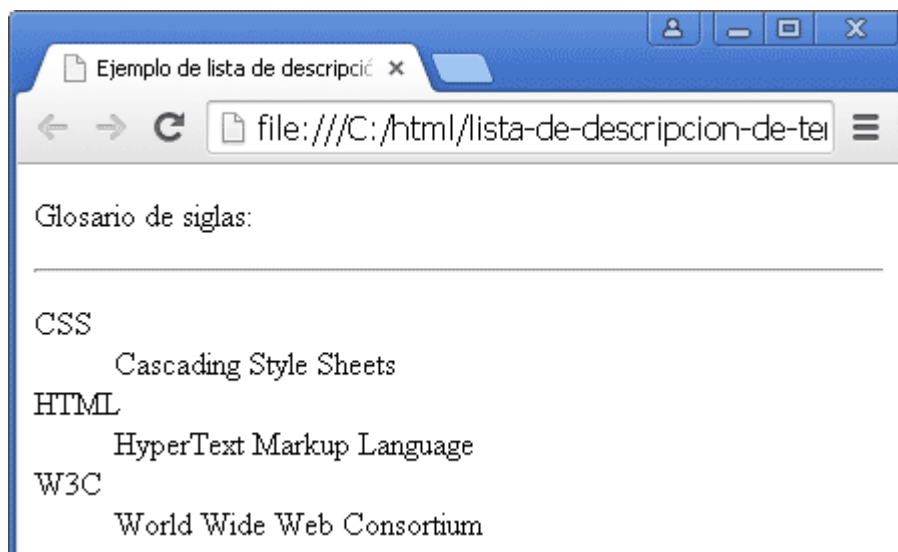 Ejemplo de lista de descripció
file:///C:/html/lista-de-descripcion-de-ter
Glosario de siglas:
CSS
Cascading Style Sheets
HTML
HyperText Markup Language
W3C
World Wide Web Consortium